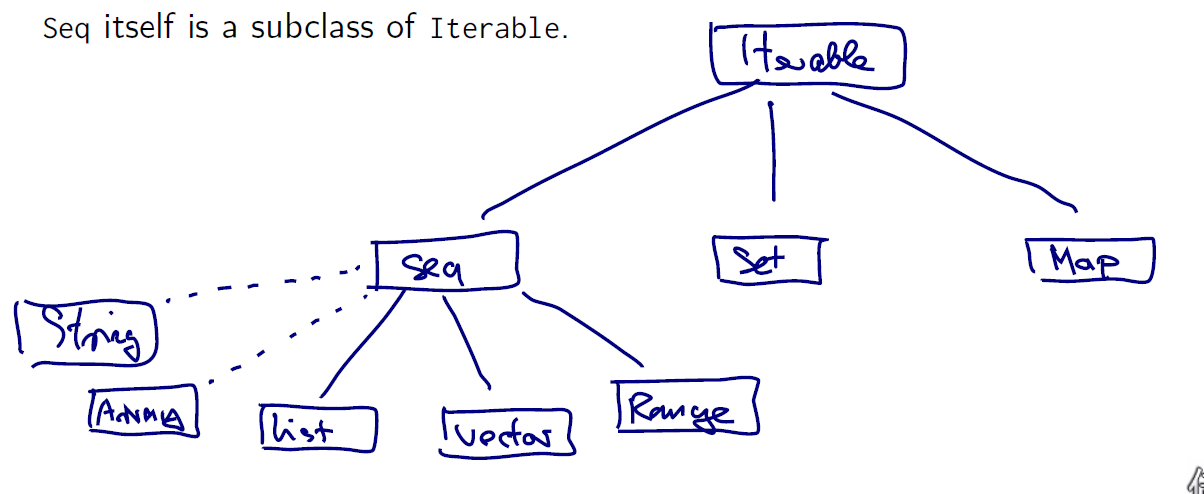 Seq itself is a subclass of Iterable.
Iterable
Seq
Set
Map
String
Array
List
Vector
Range